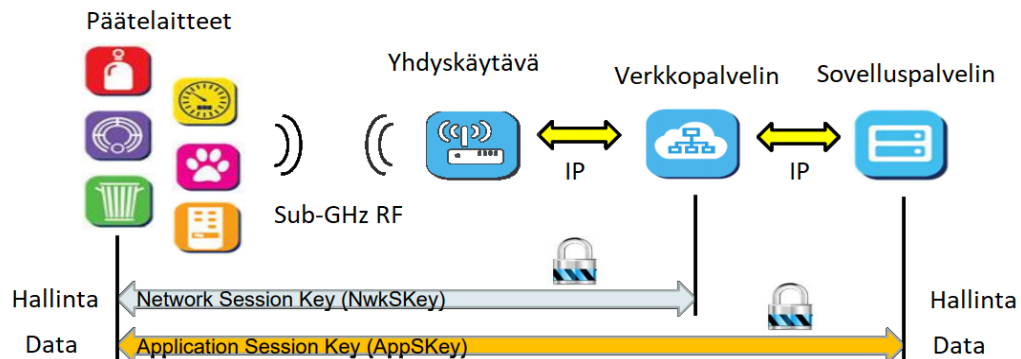 Päätelaitteet
Yhdyskäytävä
Verkkopalvelin
Sovelluspalvelin
IP
IP
Sub-GHz RF
Hallinta
Network Session Key (NwkSKey)
Hallinta
Data
Application Session Key (AppSKey)
Data